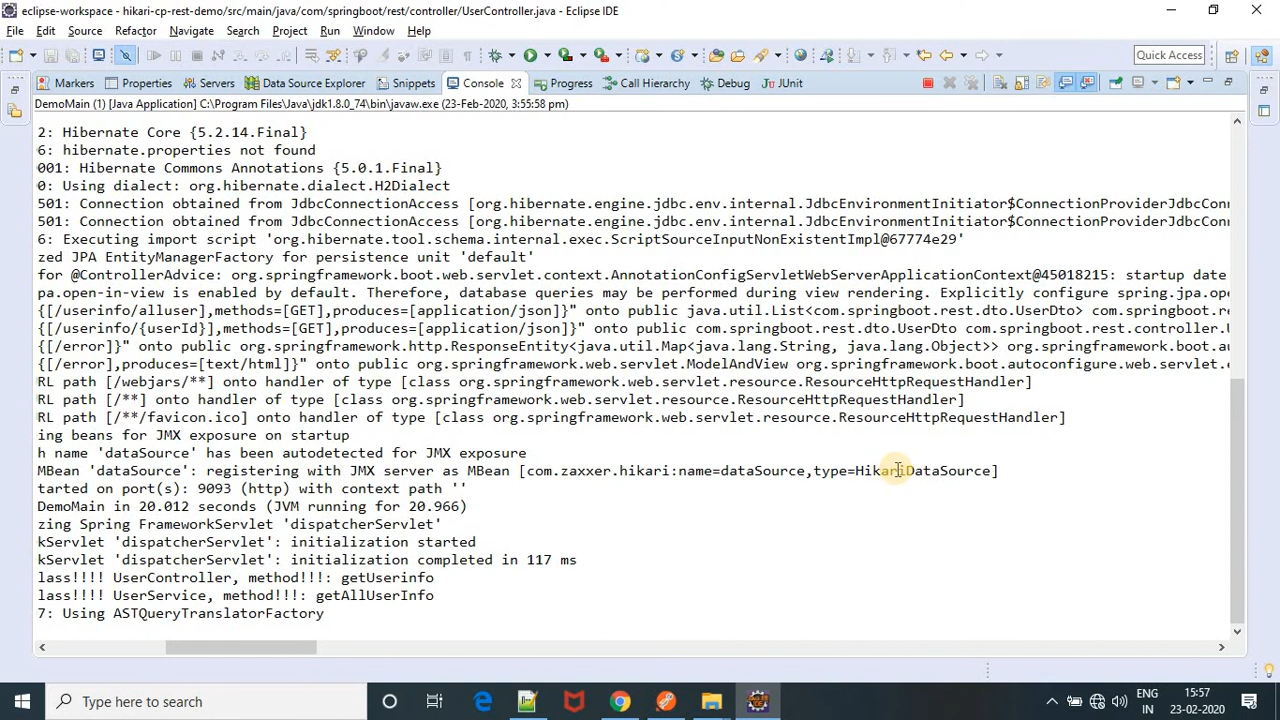 eclipse-workspace - hikari-cp-rest-demo/src/main/java/com/springboot/rest/controller/UserController.java - Eclipse IDE
File Edit Source Refactor Navigate Search Project Run Window Help
Quick Access
Markers Properties Servers Data Source Explorer Snippets Console Progress Call Hierarchy Debug JUnit
DemoMain (1) [Java Application] C:\Program Files\Java\jdk1.8.0_74\bin\javaw.exe (23-Feb-2020, 3:55:58 pm)
2: Hibernate Core {5.2.14.Final}
6: hibernate.properties not found
001: Hibernate Commons Annotations {5.0.1.Final}
0: Using dialect: org.hibernate.dialect.H2Dialect
501: Connection obtained from JdbcConnectionAccess [org.hibernate.engine.jdbc.env.internal.JdbcEnvironmentInitiator$ConnectionProviderJdbcConn
501: Connection obtained from JdbcConnectionAccess [org.hibernate.engine.jdbc.env.internal.JdbcEnvironmentInitiator$ConnectionProviderJdbcConn
6: Executing import script 'org.hibernate.tool.schema.internal.exec.ScriptSourceInputNonExistentImpl@67774e29'
zed JPA EntityManagerFactory for persistence unit 'default'
for @ControllerAdvice: org.springframework.boot.web.servlet.context.AnnotationConfigServletWebServerApplicationContext@45018215: startup date
pa.open-in-view is enabled by default. Therefore, database queries may be performed during view rendering. Explicitly configure spring.jpa.ope
{[/userinfo/alluser],methods=[GET],produces=[application/json]}" onto public java.util.List<com.springboot.rest.dto.UserDto> com.springboot.re
{[/userinfo/{userId}],methods=[GET],produces=[application/json]}" onto public com.springboot.rest.dto.UserDto com.springboot.rest.controller.U
{[/error]}" onto public org.springframework.http.ResponseEntity<java.util.Map<java.lang.String, java.lang.Object>> org.springframework.boot.au
{[/error],produces=[text/html]}" onto public org.springframework.web.servlet.ModelAndView org.springframework.boot.autoconfigure.web.servlet.e
RL path [/webjars/**] onto handler of type [class org.springframework.web.servlet.resource.ResourceHttpRequestHandler]
RL path [/**] onto handler of type [class org.springframework.web.servlet.resource.ResourceHttpRequestHandler]
RL path [/**/favicon.ico] onto handler of type [class org.springframework.web.servlet.resource.ResourceHttpRequestHandler]
ing beans for JMX exposure on startup
h name 'dataSource' has been autodetected for JMX exposure
MBean 'dataSource': registering with JMX server as MBean [com.zaxxer.hikari:name=dataSource,type=HikariDataSource]
tarted on port(s): 9093 (http) with context path ''
DemoMain in 20.012 seconds (JVM running for 20.966)
zing Spring FrameworkServlet 'dispatcherServlet'
kServlet 'dispatcherServlet': initialization started
kServlet 'dispatcherServlet': initialization completed in 117 ms
lass!!!! UserController, method!!!: getUserinfo
lass!!!! UserService, method!!!: getAllUserInfo
7: Using ASTQueryTranslatorFactory
Type here to search
ENG 15:57
IN 23-02-2020